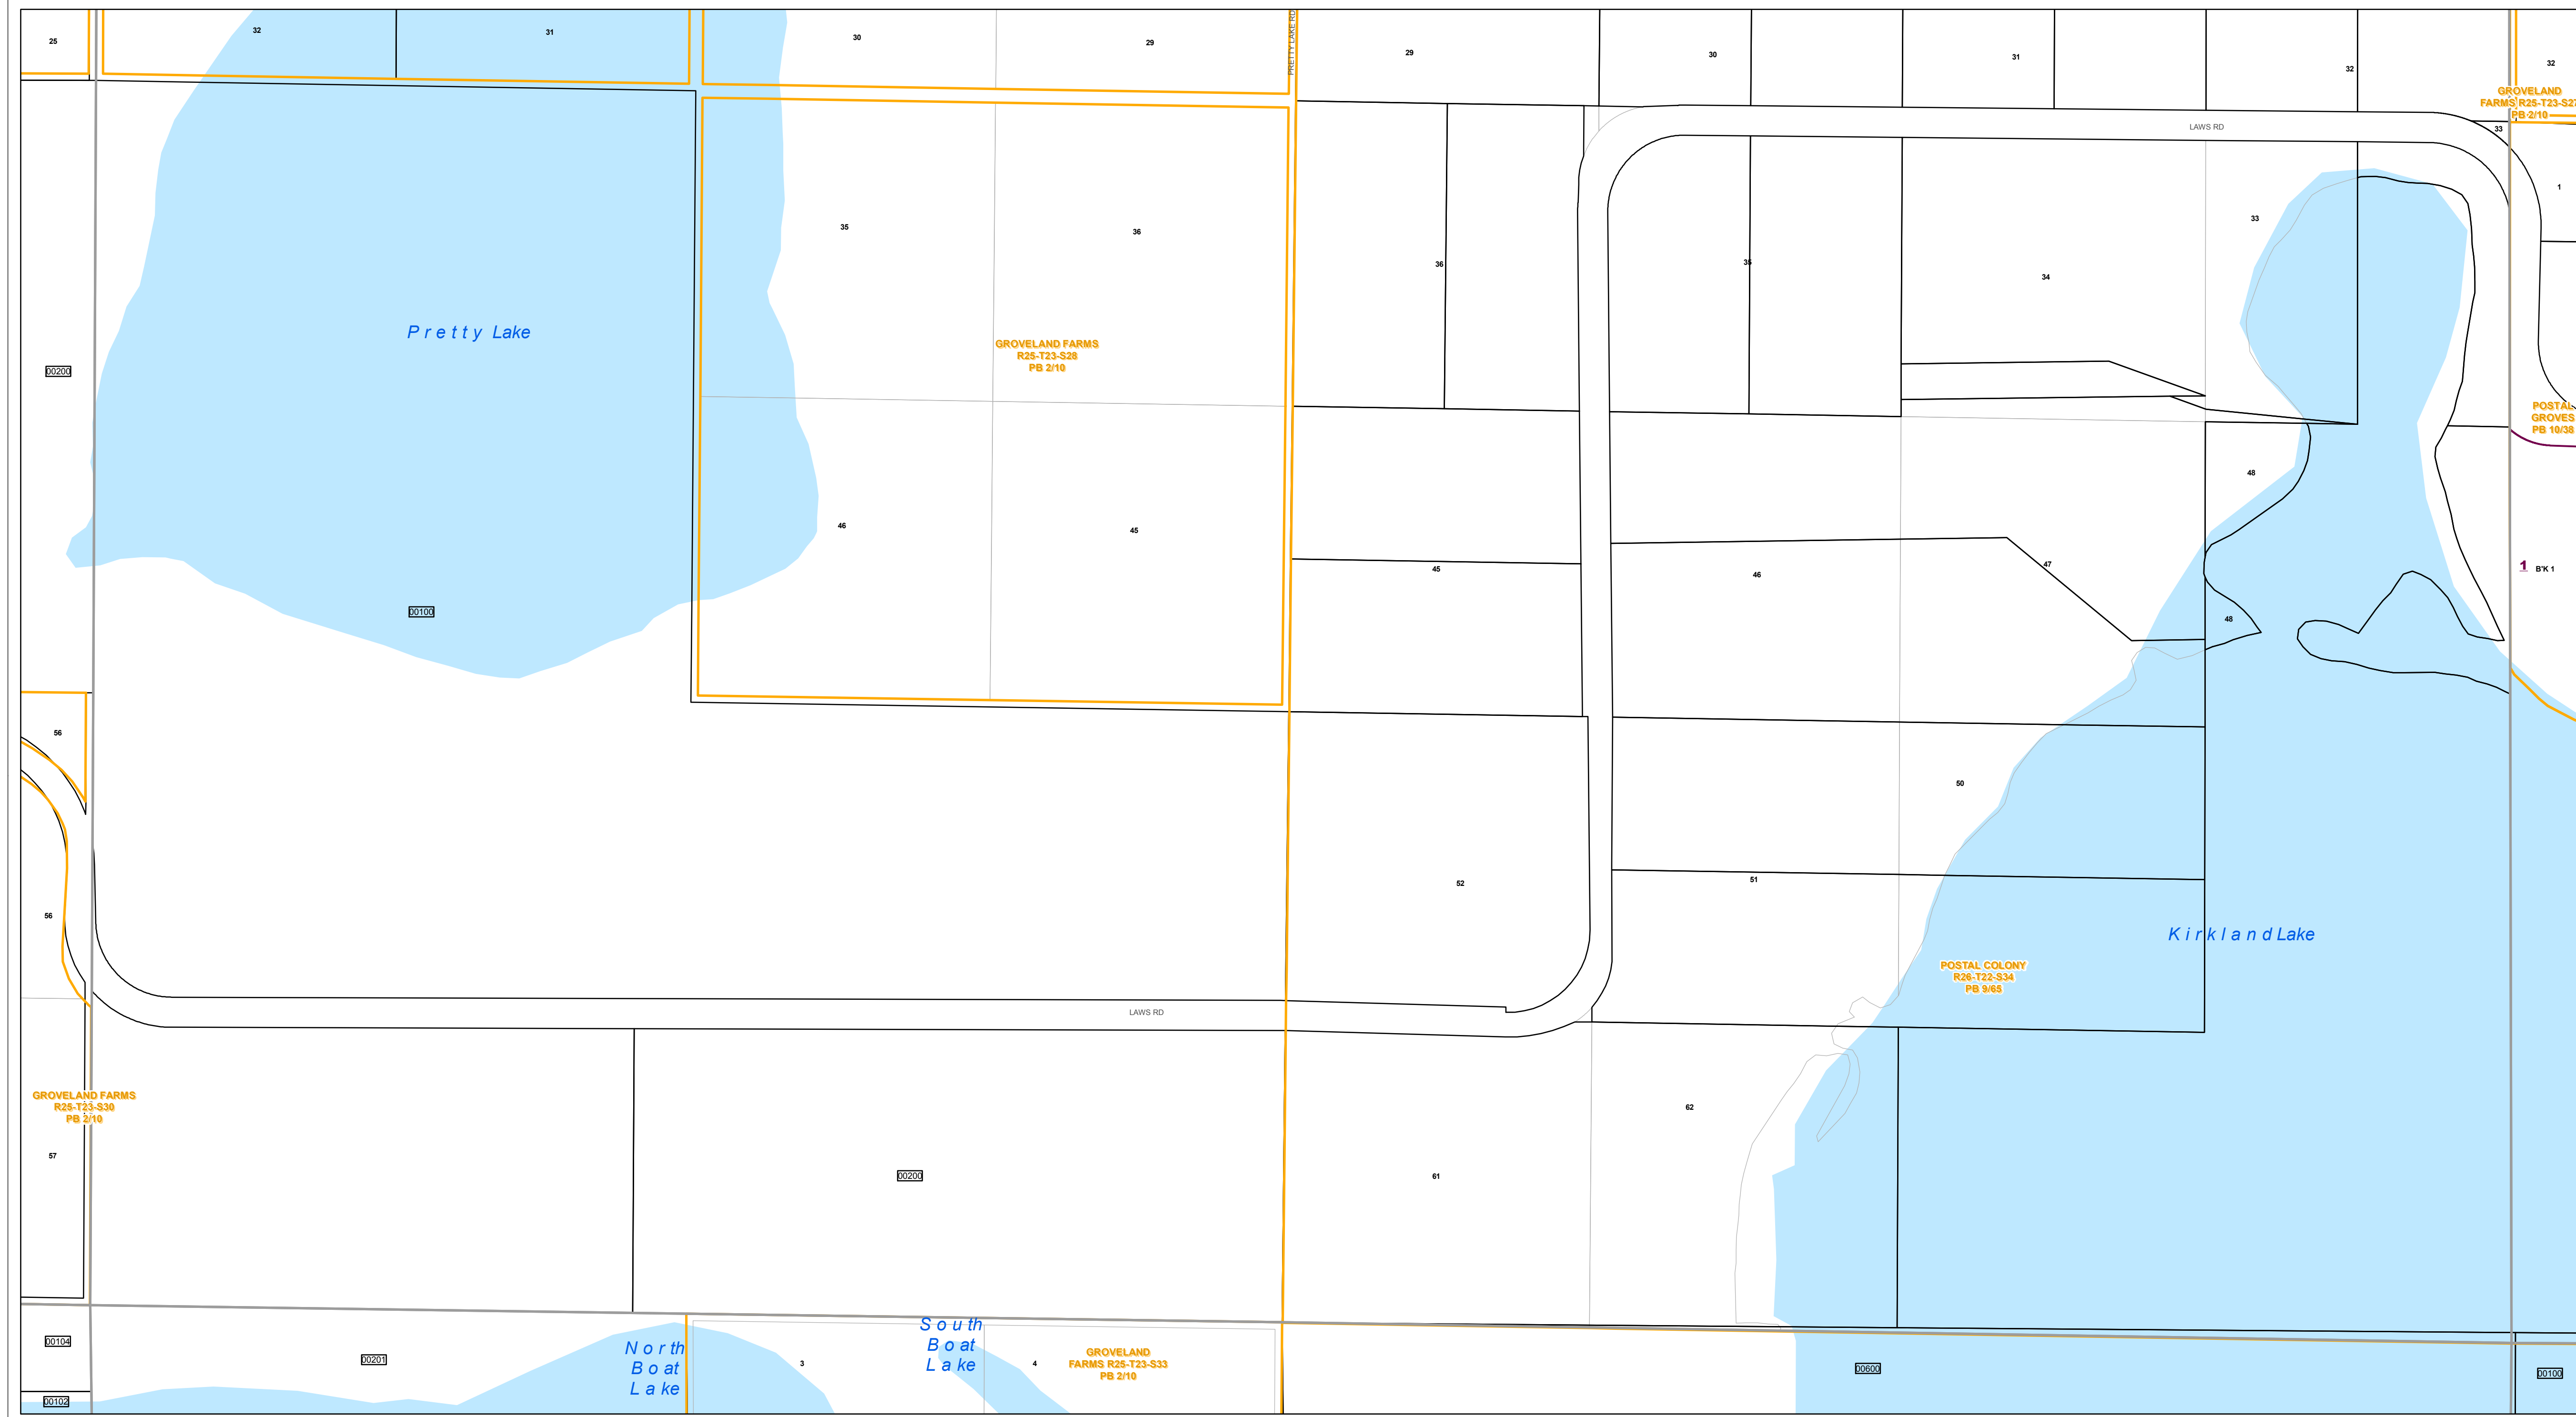 25
32
31
30
29
PRETTY LAKE RD
29
30
31
32
32
GROVELAND
FARMS R25-T23-S27
PB 2/10
33
LAWS RD
1
35
36
36
35
34
33
Pretty Lake
GROVELAND FARMS
R25-T23-S28
PB 2/10
00200
POSTAL
GROVES
PB 10/38
46
45
45
46
47
48
1 B'K 1
00100
48
56
50
52
51
56
Kirkland Lake
POSTAL COLONY
R26-T22-S34
PB 9/65
LAWS RD
GROVELAND FARMS
R25-T23-S30
PB 2/10
62
57
00200
61
00104
00201
North
Boat
Lake
3
South
Boat
Lake
4
GROVELAND
FARMS R25-T23-S33
PB 2/10
00600
00100
00102